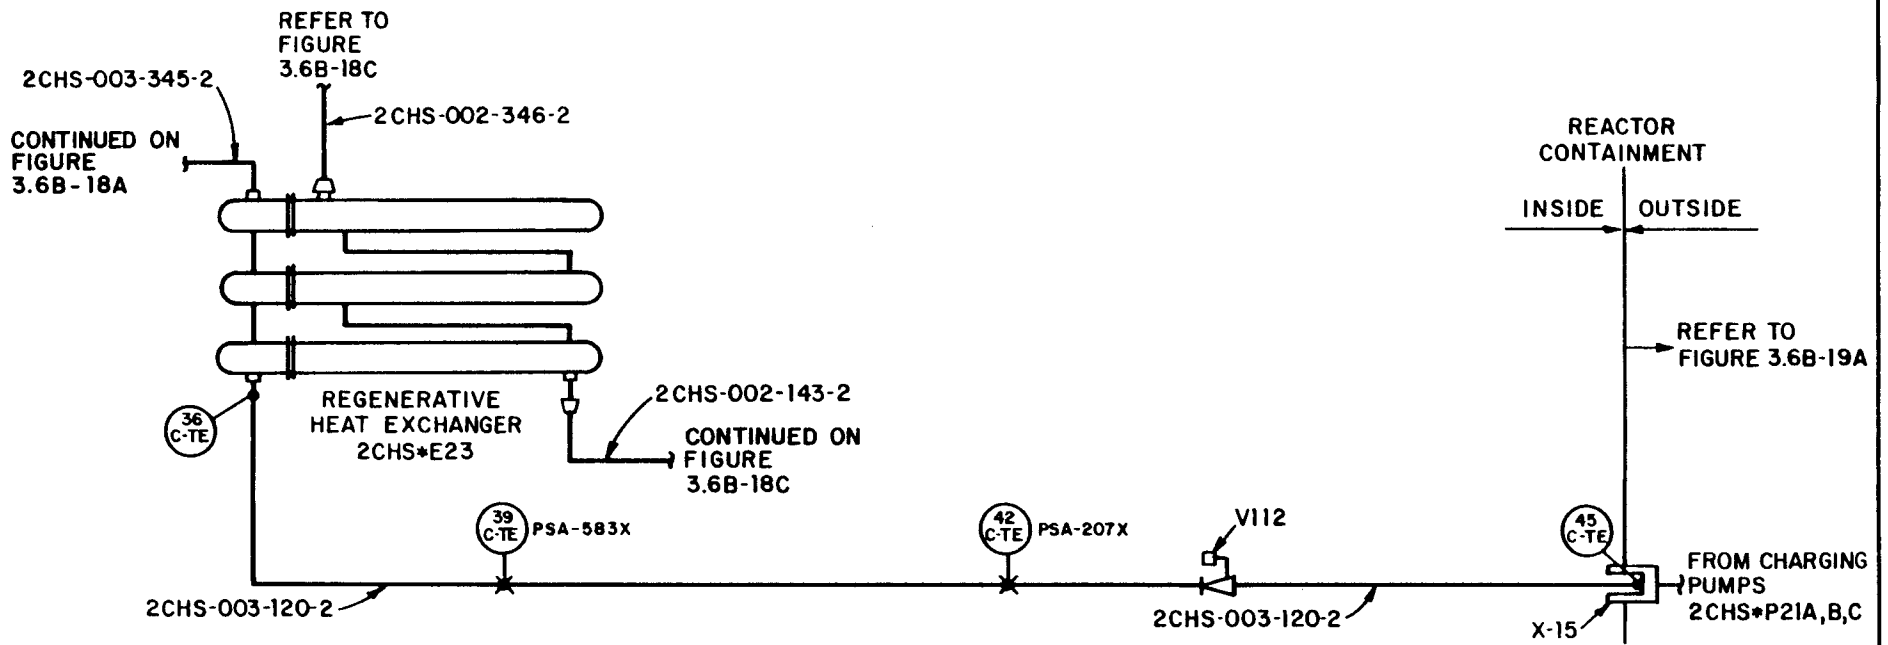 REFER TO
FIGURE
3.6B-18C
2CHS-003-345-2
2CHS-002-346-2
CONTINUED ON
FIGURE
3.6B-18A
REACTOR
CONTAINMENT
INSIDE
OUTSIDE
REFER TO
FIGURE 3.6B-19A
REGENERATIVE
HEAT EXCHANGER
2CHS*E23
36
C-TE
2CHS-002-143-2
CONTINUED ON
FIGURE
3.6B-18C
39
C-TE
PSA-583X
42
C-TE
PSA-207X
V112
45
C-TE
FROM CHARGING
PUMPS
2CHS*P21A,B,C
2CHS-003-120-2
2CHS-003-120-2
X-15